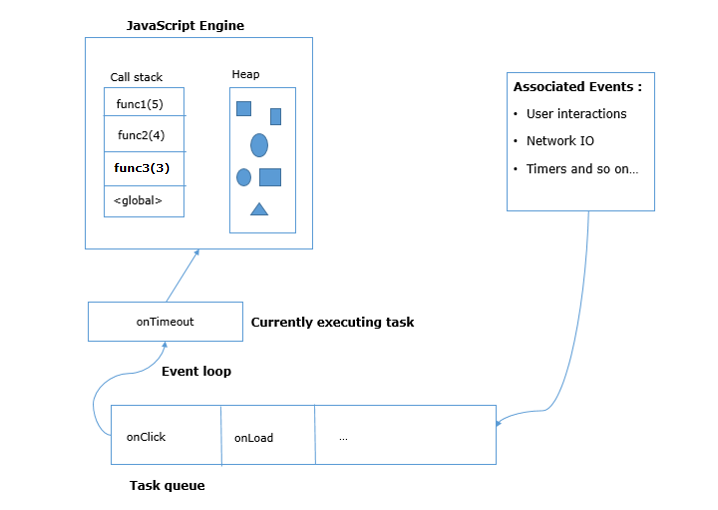 JavaScript Engine
Call stack
Heap
func1(5)
func2(4)
func3(3)
<global>
Associated Events :
• User interactions
• Network IO
• Timers and so on...
onTimeout
Currently executing task
Event loop
onClick
onLoad
...
Task queue